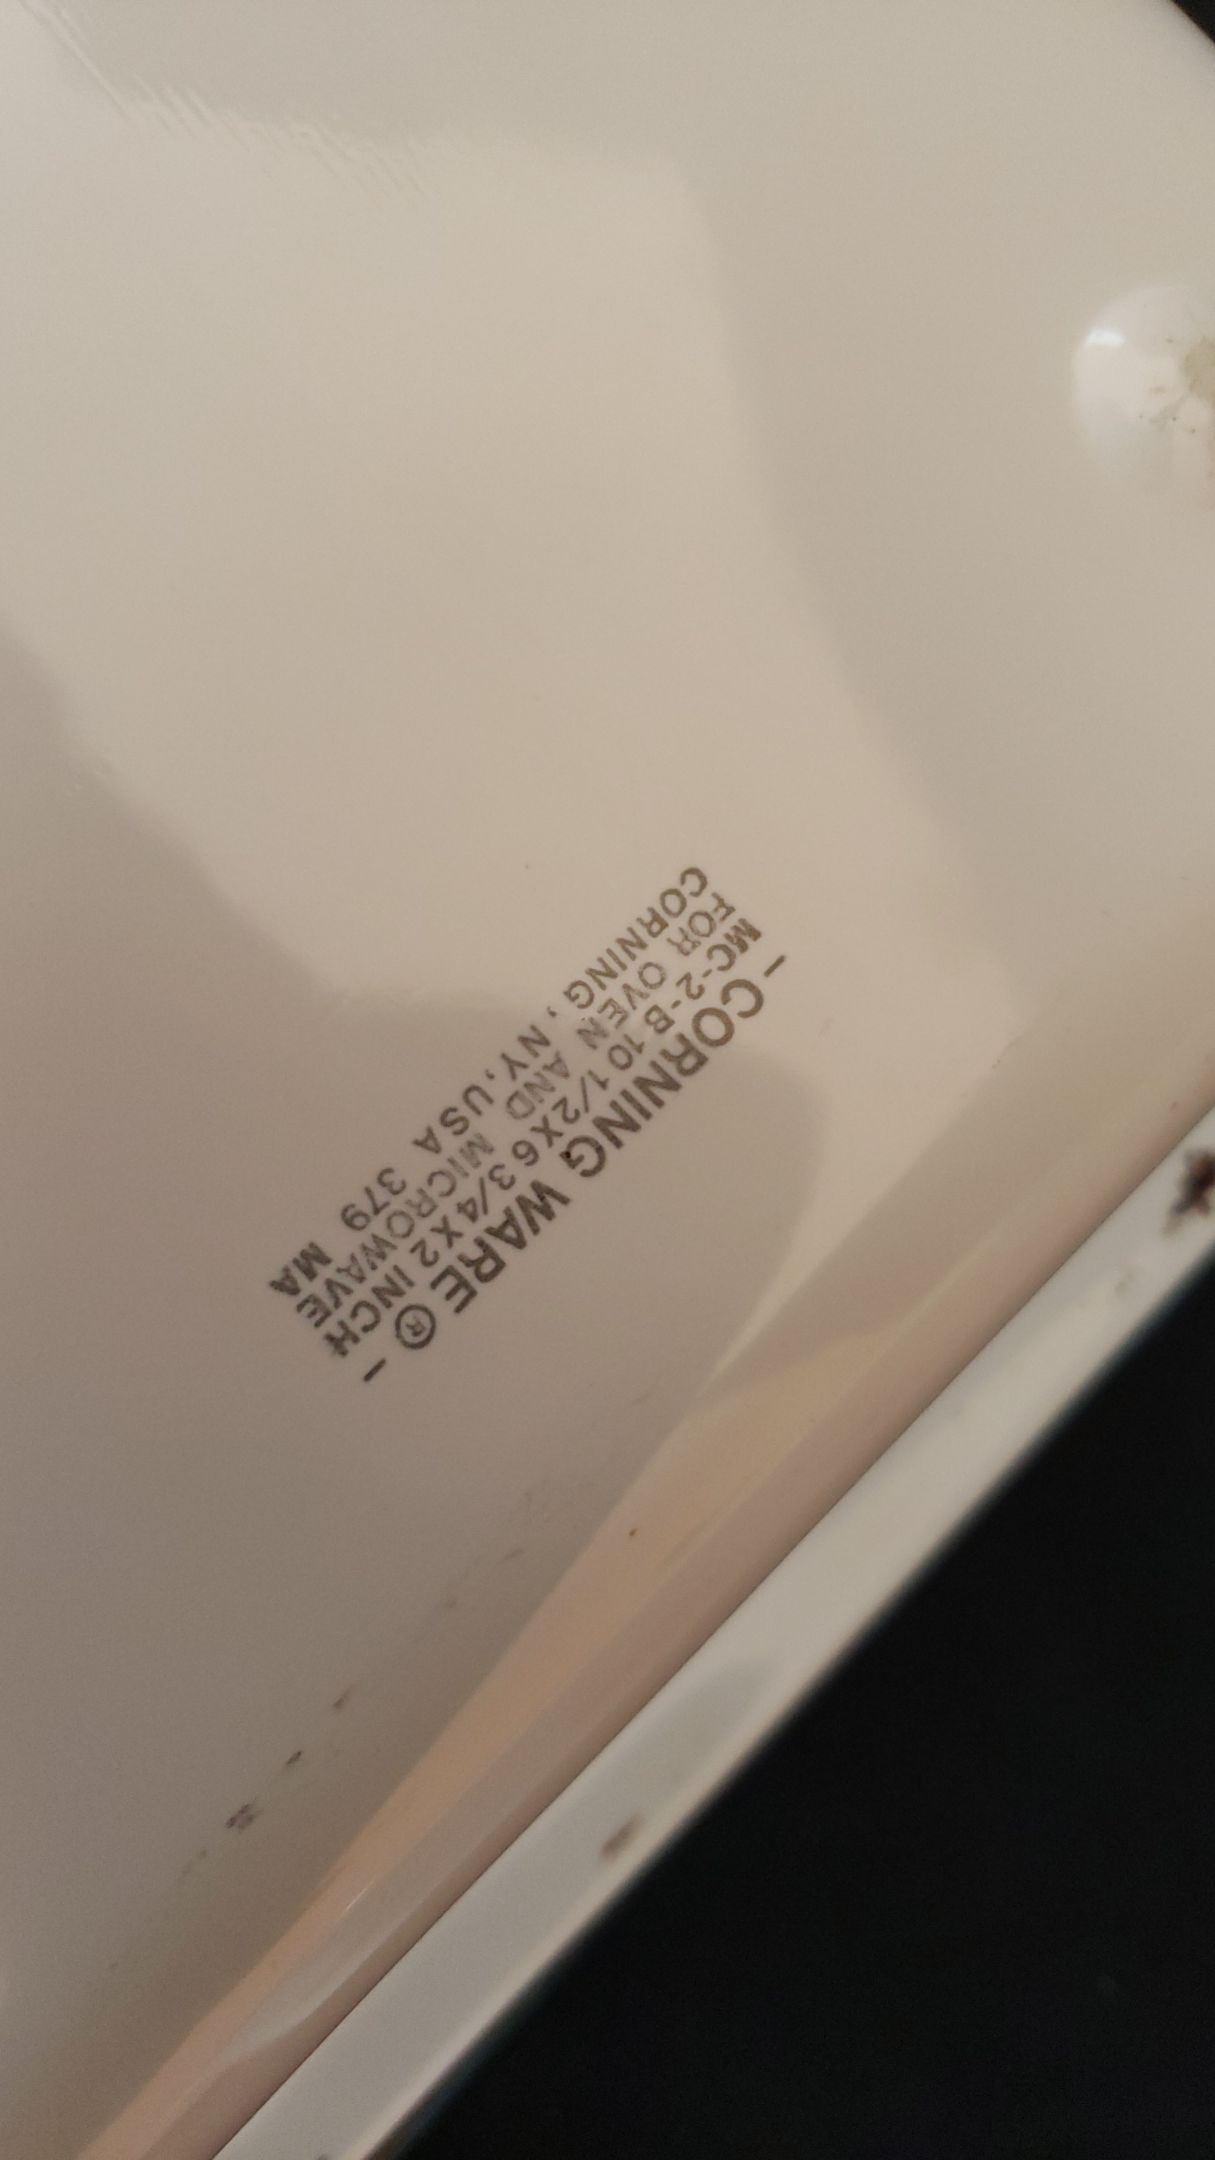 - CORNING WARE ® -
MC-2-B 10 1/2X6 3/4X2 INCH
FOR OVEN AND MICROWAVE
CORNING, NY, USA 379 MA